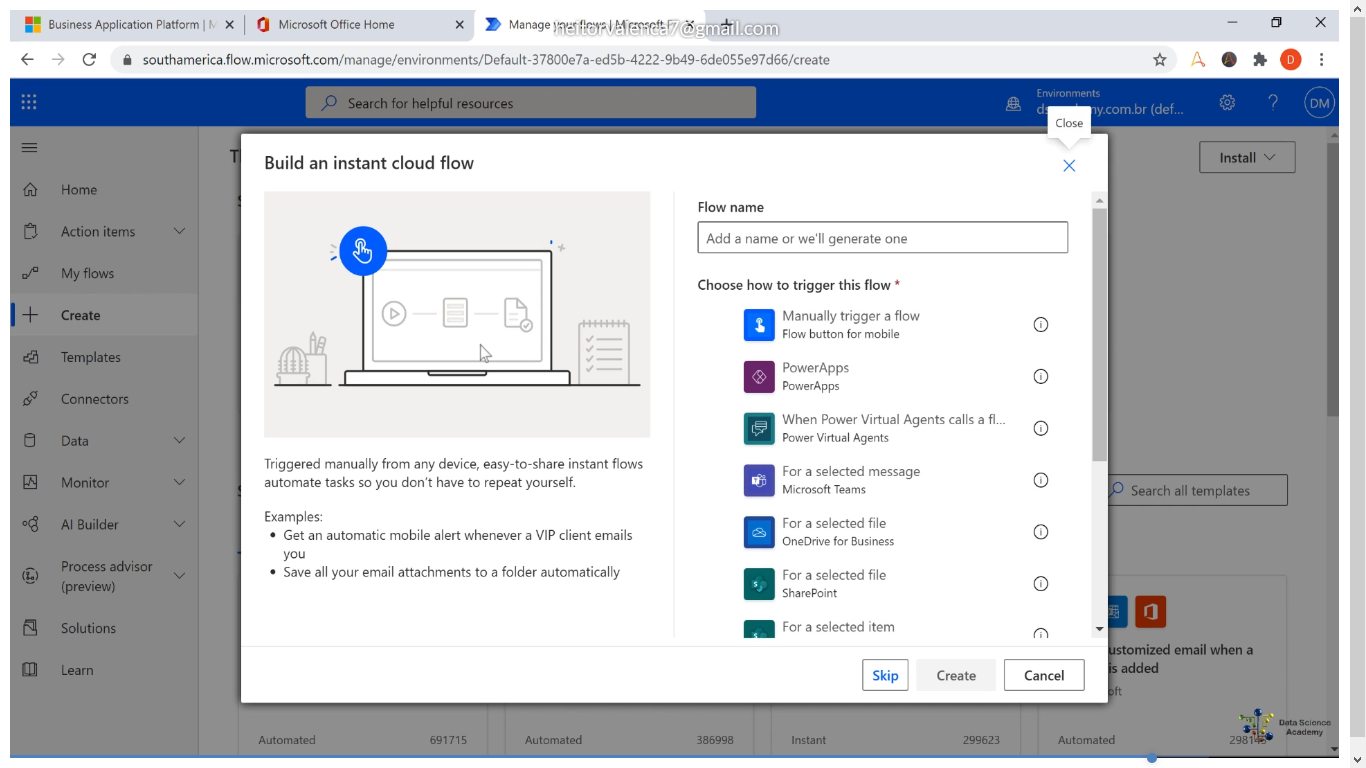 Business Application Platform | M
Microsoft Office Home
Manage your flows | Microsoft
heitorvalerica7@gmail.com
southamerica.flow.microsoft.com/manage/environments/Default-37800e7a-ed5b-4222-9b49-6de055e97d66/create
D
Search for helpful resources
Environments
ny.com.br (def...
?
DM
Close
Install
Home
Action items
My flows
Create
Templates
Connectors
Data
Monitor
AI Builder
Process advisor
(preview)
Solutions
Learn
Build an instant cloud flow
Triggered manually from any device, easy-to-share instant flows
automate tasks so you don't have to repeat yourself.
Examples:
• Get an automatic mobile alert whenever a VIP client emails
you
• Save all your email attachments to a folder automatically
Flow name
Add a name or we'll generate one
Choose how to trigger this flow *
Manually trigger a flow
Flow button for mobile
PowerApps
PowerApps
When Power Virtual Agents calls a fl...
Power Virtual Agents
For a selected message
Microsoft Teams
For a selected file
OneDrive for Business
For a selected file
SharePoint
For a selected item
Skip
Create
Cancel
Search all templates
ustomized email when a
is added
oft
Automated 691715
Automated 386998
Instant 299623
Automated
Data Science
Academy